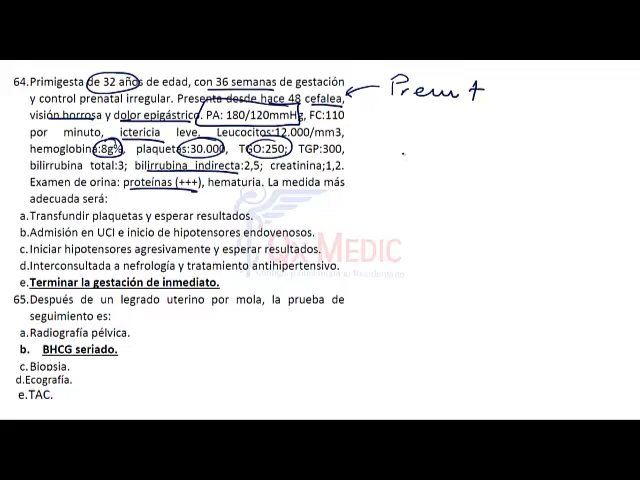 64. Primigesta de 32 años de edad, con 36 semanas de gestación
y control prenatal irregular. Presenta desde hace 48 cefalea,
visión borrosa y dolor epigástrico. PA: 180/120mmHg, FC:110
por minuto, ictericia leve. Leucocitos:12.000/mm3,
hemoglobina:8g%, plaquetas:30.000, TGO:250; TGP:300,
bilirrubina total:3; bilirrubina indirecta:2,5; creatinina;1,2.
Examen de orina: proteínas (+++), hematuria. La medida más
adecuada será:
a. Transfundir plaquetas y esperar resultados.
b. Admisión en UCI e inicio de hipotensores endovenosos.
c. Iniciar hipotensores agresivamente y esperar resultados.
d. Interconsultada a nefrología y tratamiento antihipertensivo.
e. Terminar la gestación de inmediato.
65. Después de un legrado uterino por mola, la prueba de
seguimiento es:
a. Radiografía pélvica.
b. BHCG seriado.
c. Biopsia.
d. Ecografía.
e. TAC.
Prem +
Qx MEDIC